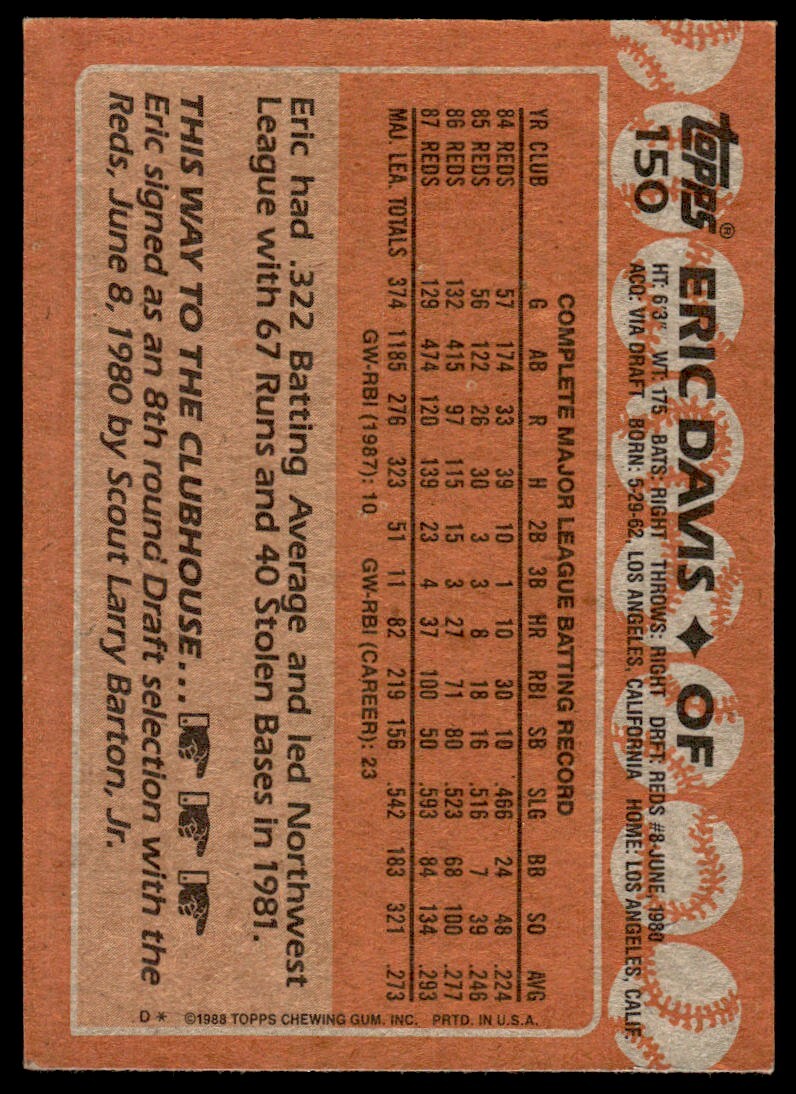 topps® ERIC DAVIS ✦ OF
150 HT: 6'3" WT: 175 BATS: RIGHT THROWS: RIGHT DRFT: REDS #8-JUNE, 1980
ACQ: VIA DRAFT BORN: 5-29-62, LOS ANGELES, CALIFORNIA HOME: LOS ANGELES, CALIF.
COMPLETE MAJOR LEAGUE BATTING RECORD
YR CLUB G AB R H 2B 3B HR RBI SB SLG BB SO AVG
84 REDS 57 174 33 39 10 1 10 30 10 .466 24 48 .224
85 REDS 56 122 26 30 3 3 8 18 16 .516 7 39 .246
86 REDS 132 415 97 115 15 3 27 71 80 .523 68 100 .277
87 REDS 129 474 120 139 23 4 37 100 50 .593 84 134 .293
MAJ. LEA. TOTALS 374 1185 276 323 51 11 82 219 156 .542 183 321 .273
GW-RBI (1987): 10 GW-RBI (CAREER): 23
Eric had .322 Batting Average and led Northwest
League with 67 Runs and 40 Stolen Bases in 1981.
THIS WAY TO THE CLUBHOUSE...
Eric signed as an 8th round Draft selection with the
Reds, June 8, 1980 by Scout Larry Barton, Jr.
D* ©1988 TOPPS CHEWING GUM, INC. PRTD. IN U.S.A.